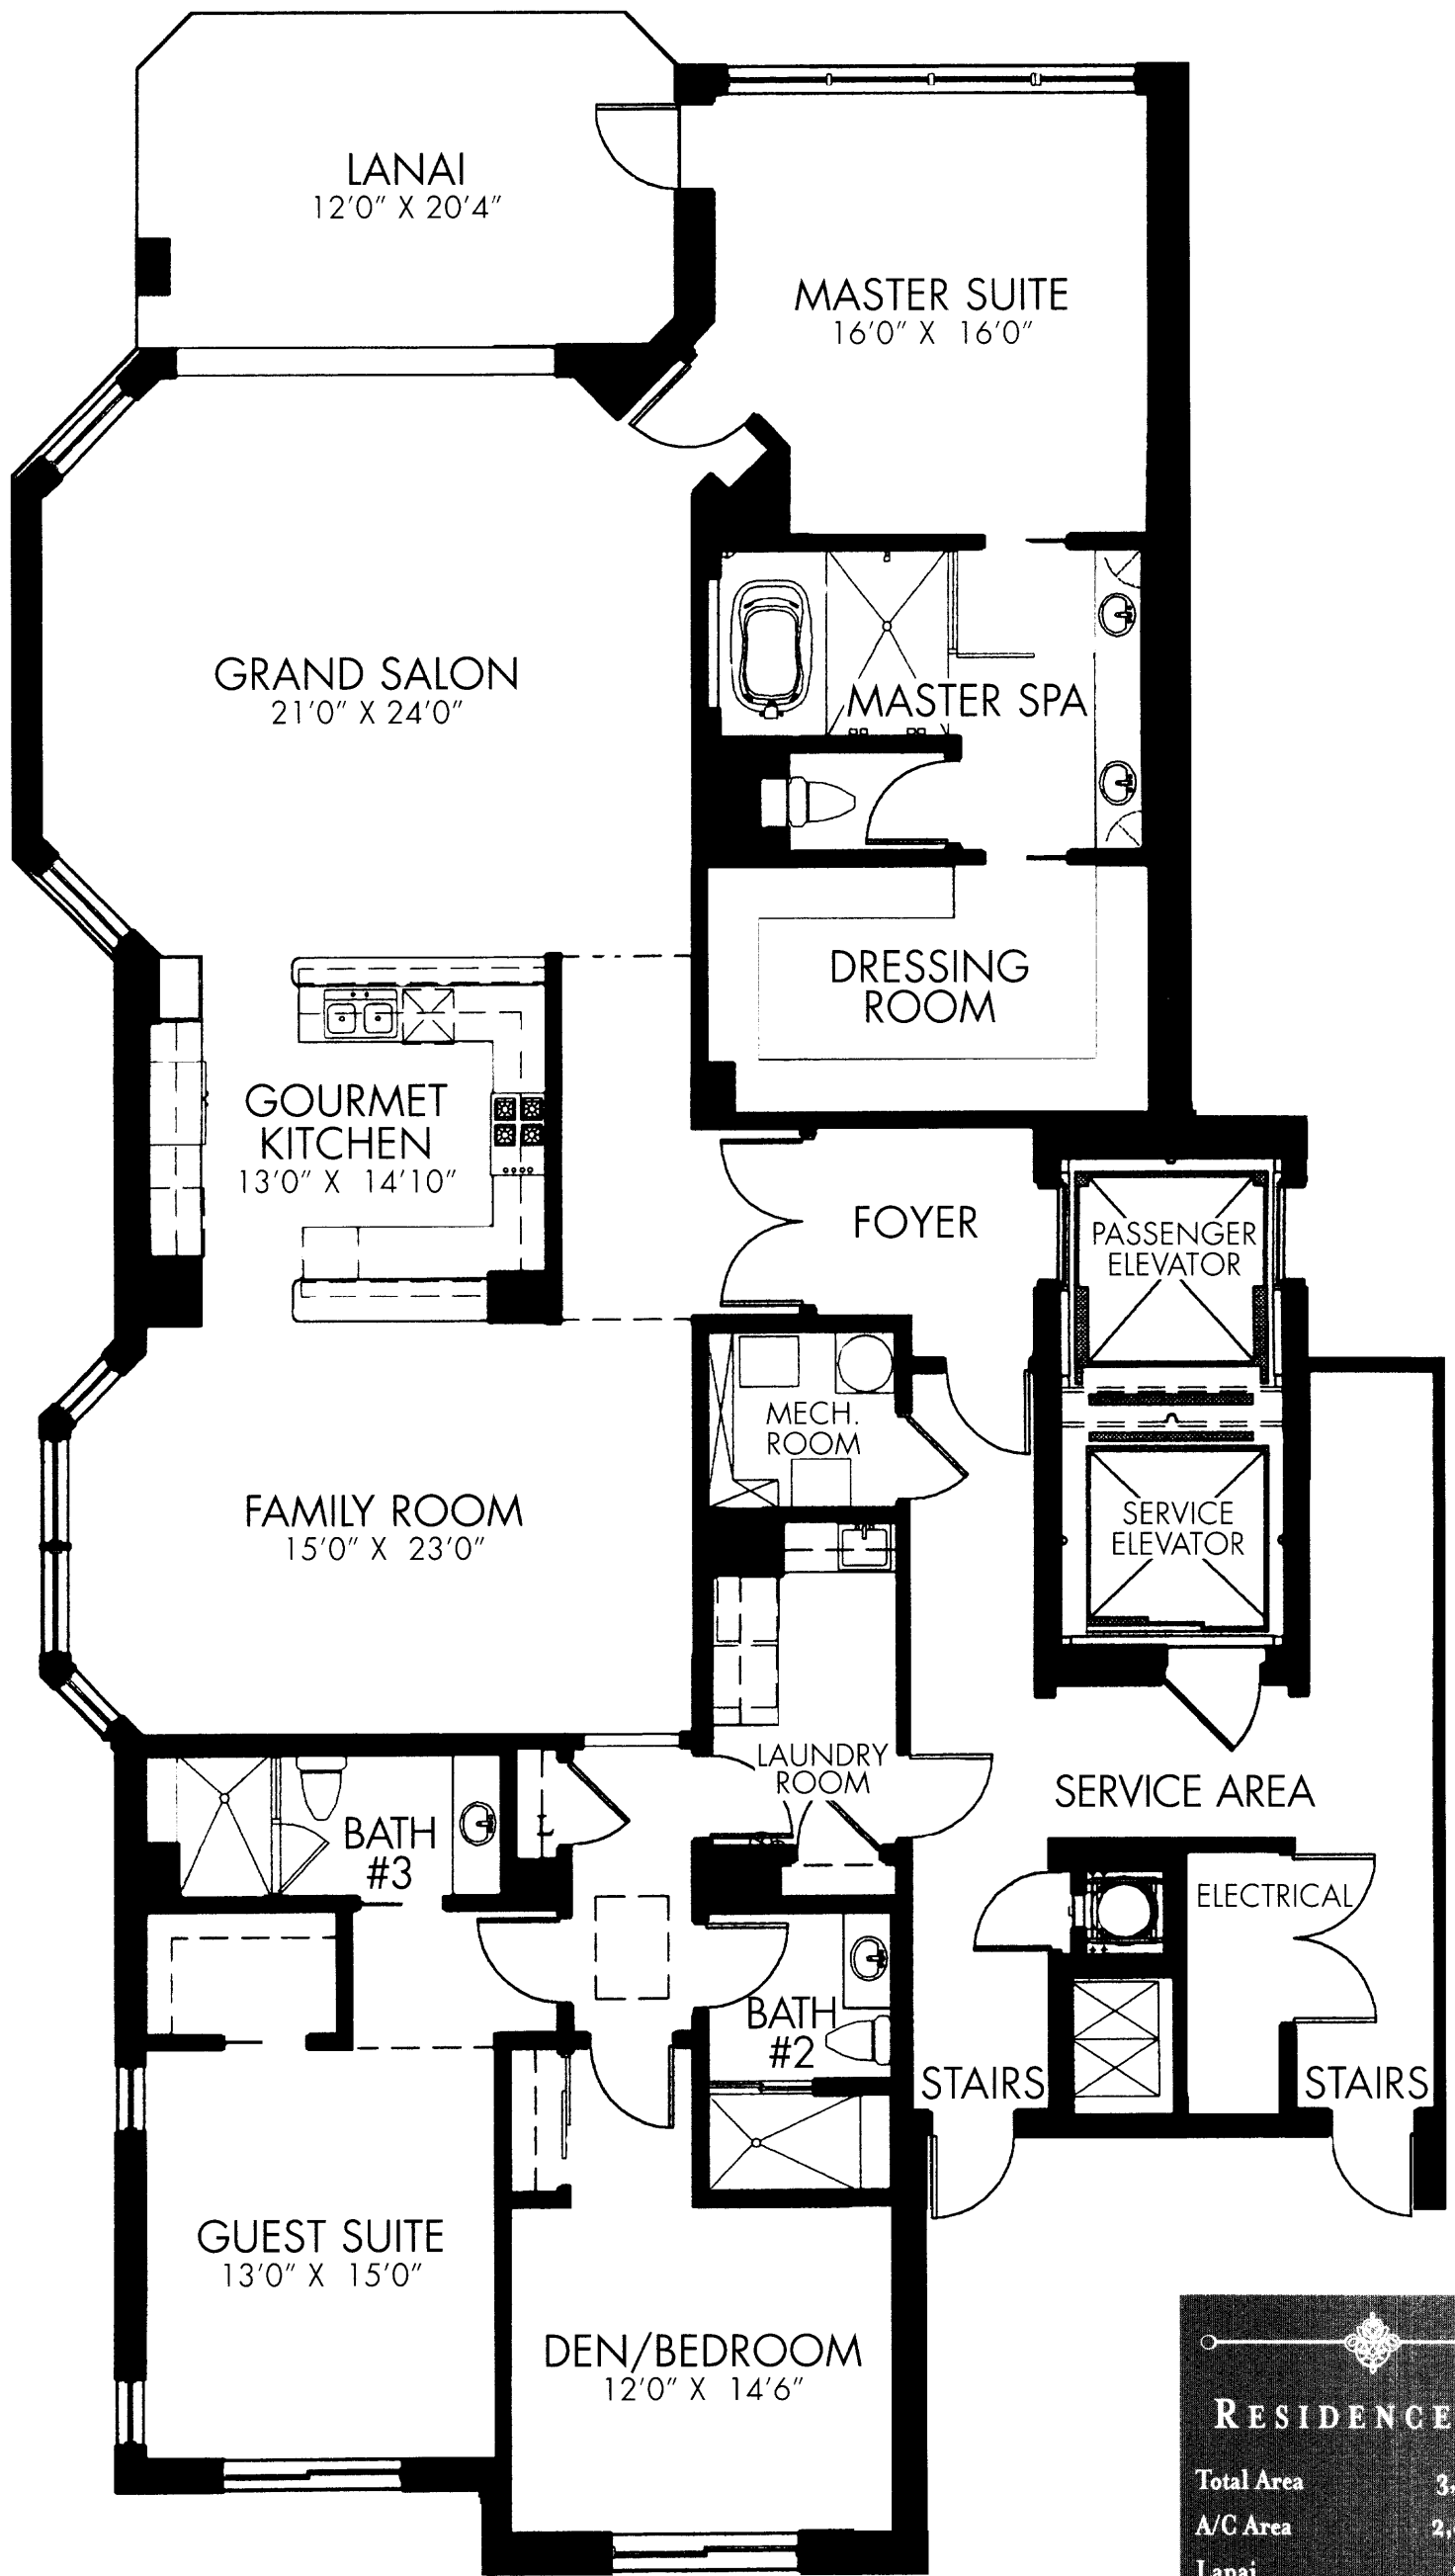 LANAI
12'0" X 20'4"
MASTER SUITE
16'0" X 16'0"
GRAND SALON
21'0" X 24'0"
MASTER SPA
DRESSING
ROOM
GOURMET
KITCHEN
13'0" X 14'10"
FOYER
PASSENGER
ELEVATOR
MECH.
ROOM
FAMILY ROOM
15'0" X 23'0"
SERVICE
ELEVATOR
LAUNDRY
ROOM
SERVICE AREA
BATH
#3
L
ELECTRICAL
BATH
#2
STAIRS
STAIRS
GUEST SUITE
13'0" X 15'0"
DEN/BEDROOM
12'0" X 14'6"
RESIDENCE
Total Area 3,
A/C Area 2,
Lanai